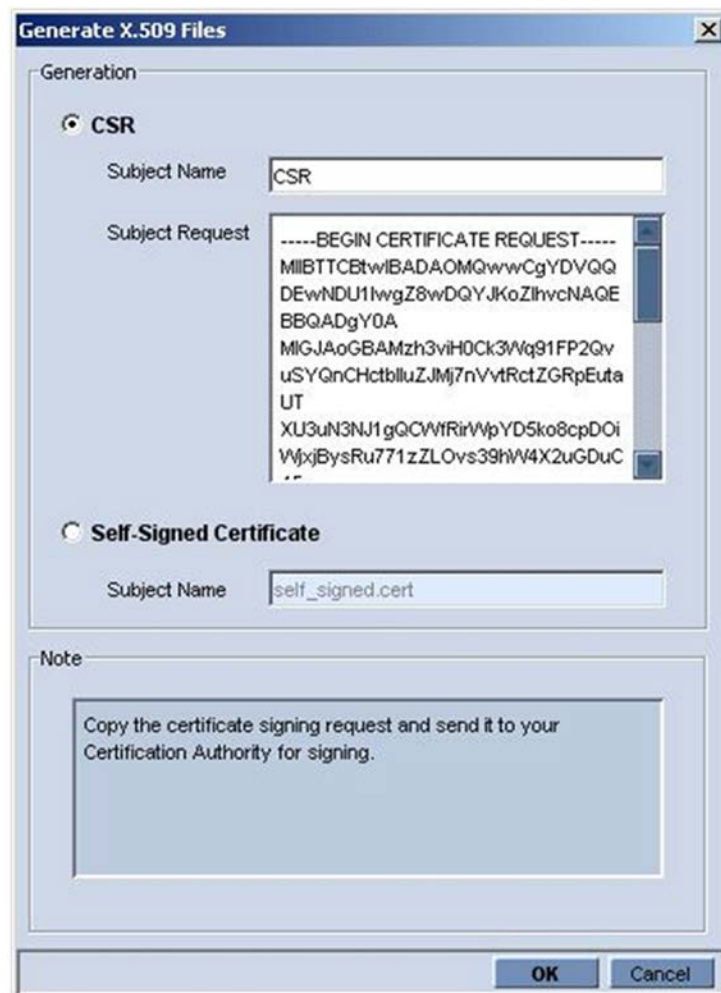 Generate X.509 Files
Generation
CSR
Subject Name
CSR
Subject Request
-----BEGIN CERTIFICATE REQUEST-----
MIIBTTCBtwIBADAOMQwwCgYDVQQ
DEwNDU1IwgZ8wDQYJKoZIhvcNAQE
BBQADgY0A
MIGJAoGBAMzh3viH0Ck3Wq91FP2Qv
uSYQnCHctblluZJMj7nVvtRctZGRpEuta
UT
XU3uN3NJ1gQCWfRirWpYD5ko8cpDOi
WjxjBysRu771zZLOvs39hW4X2uGDuC
Self-Signed Certificate
Subject Name
self_signed.cert
Note
Copy the certificate signing request and send it to your
Certification Authority for signing.
OK
Cancel